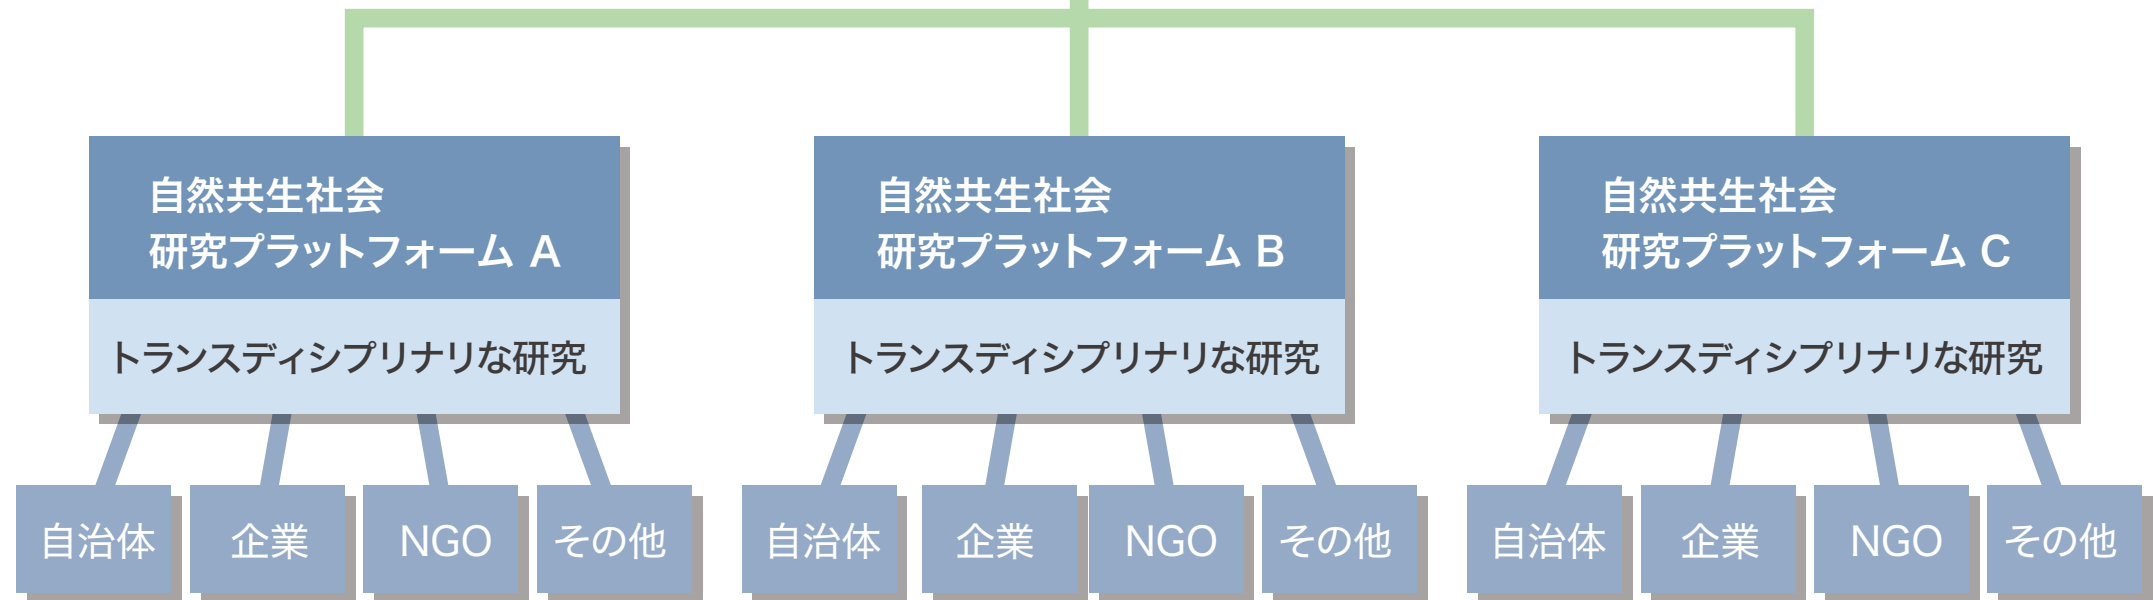 自然共生社会
研究プラットフォーム A
トランスディシプリナリな研究
自治体
企業
NGO
その他
自然共生社会
研究プラットフォーム B
トランスディシプリナリな研究
自治体
企業
NGO
その他
自然共生社会
研究プラットフォーム C
トランスディシプリナリな研究
自治体
企業
NGO
その他